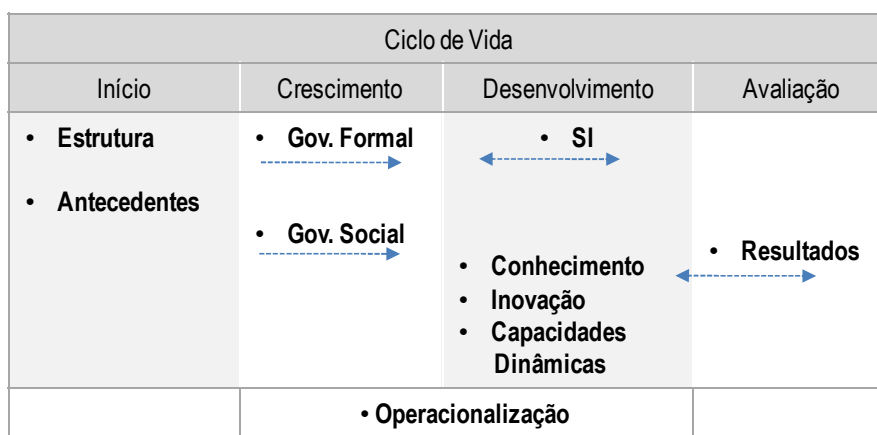 Ciclo de Vida
Início Crescimento Desenvolvimento Avaliação
• Estrutura
• Antecedentes
• Gov. Formal
• Gov. Social
• SI
• Conhecimento
• Inovação
• Capacidades
Dinâmicas
• Resultados
• Operacionalização